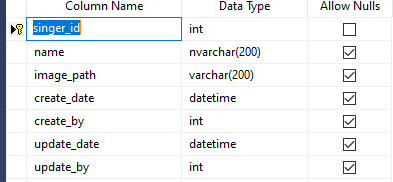 Column Name Data Type Allow Nulls
singer_id int
name nvarchar(200)
image_path varchar(200)
create_date datetime
create_by int
update_date datetime
update_by int